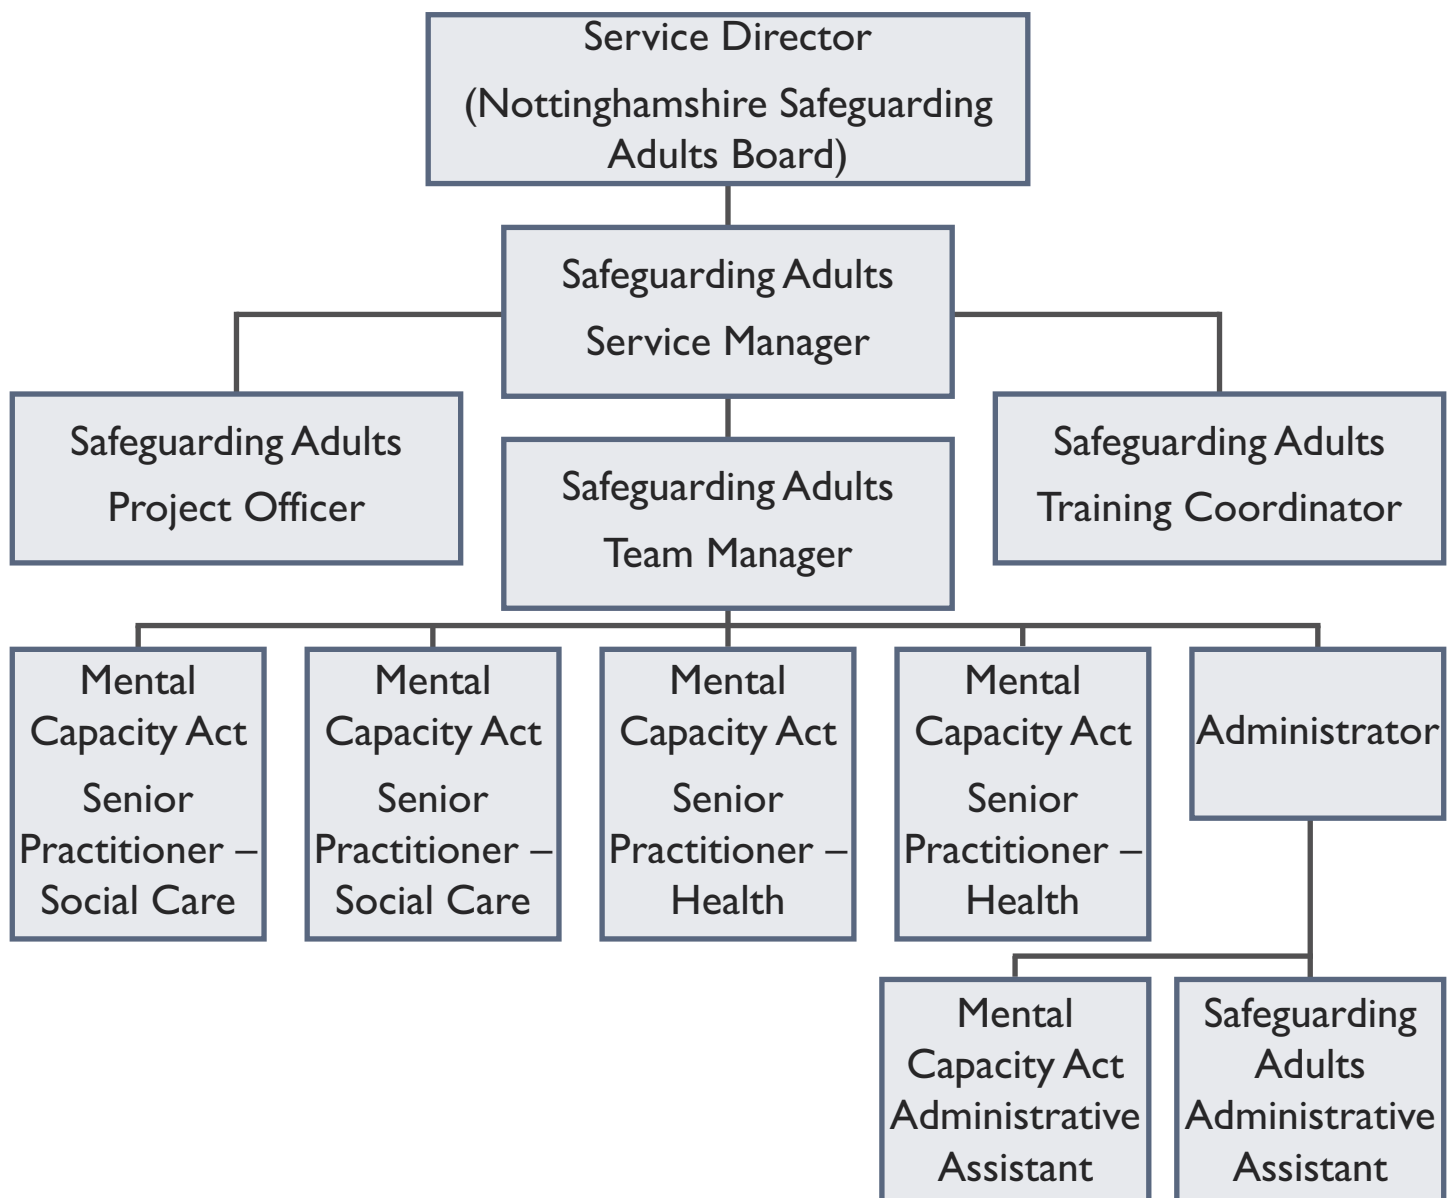 Service Director
(Nottinghamshire Safeguarding
Adults Board)
Safeguarding Adults
Service Manager
Safeguarding Adults
Project Officer
Safeguarding Adults
Team Manager
Safeguarding Adults
Training Coordinator
Mental
Capacity Act
Senior
Practitioner –
Social Care
Mental
Capacity Act
Senior
Practitioner –
Social Care
Mental
Capacity Act
Senior
Practitioner –
Health
Mental
Capacity Act
Senior
Practitioner –
Health
Administrator
Mental
Capacity Act
Administrative
Assistant
Safeguarding
Adults
Administrative
Assistant